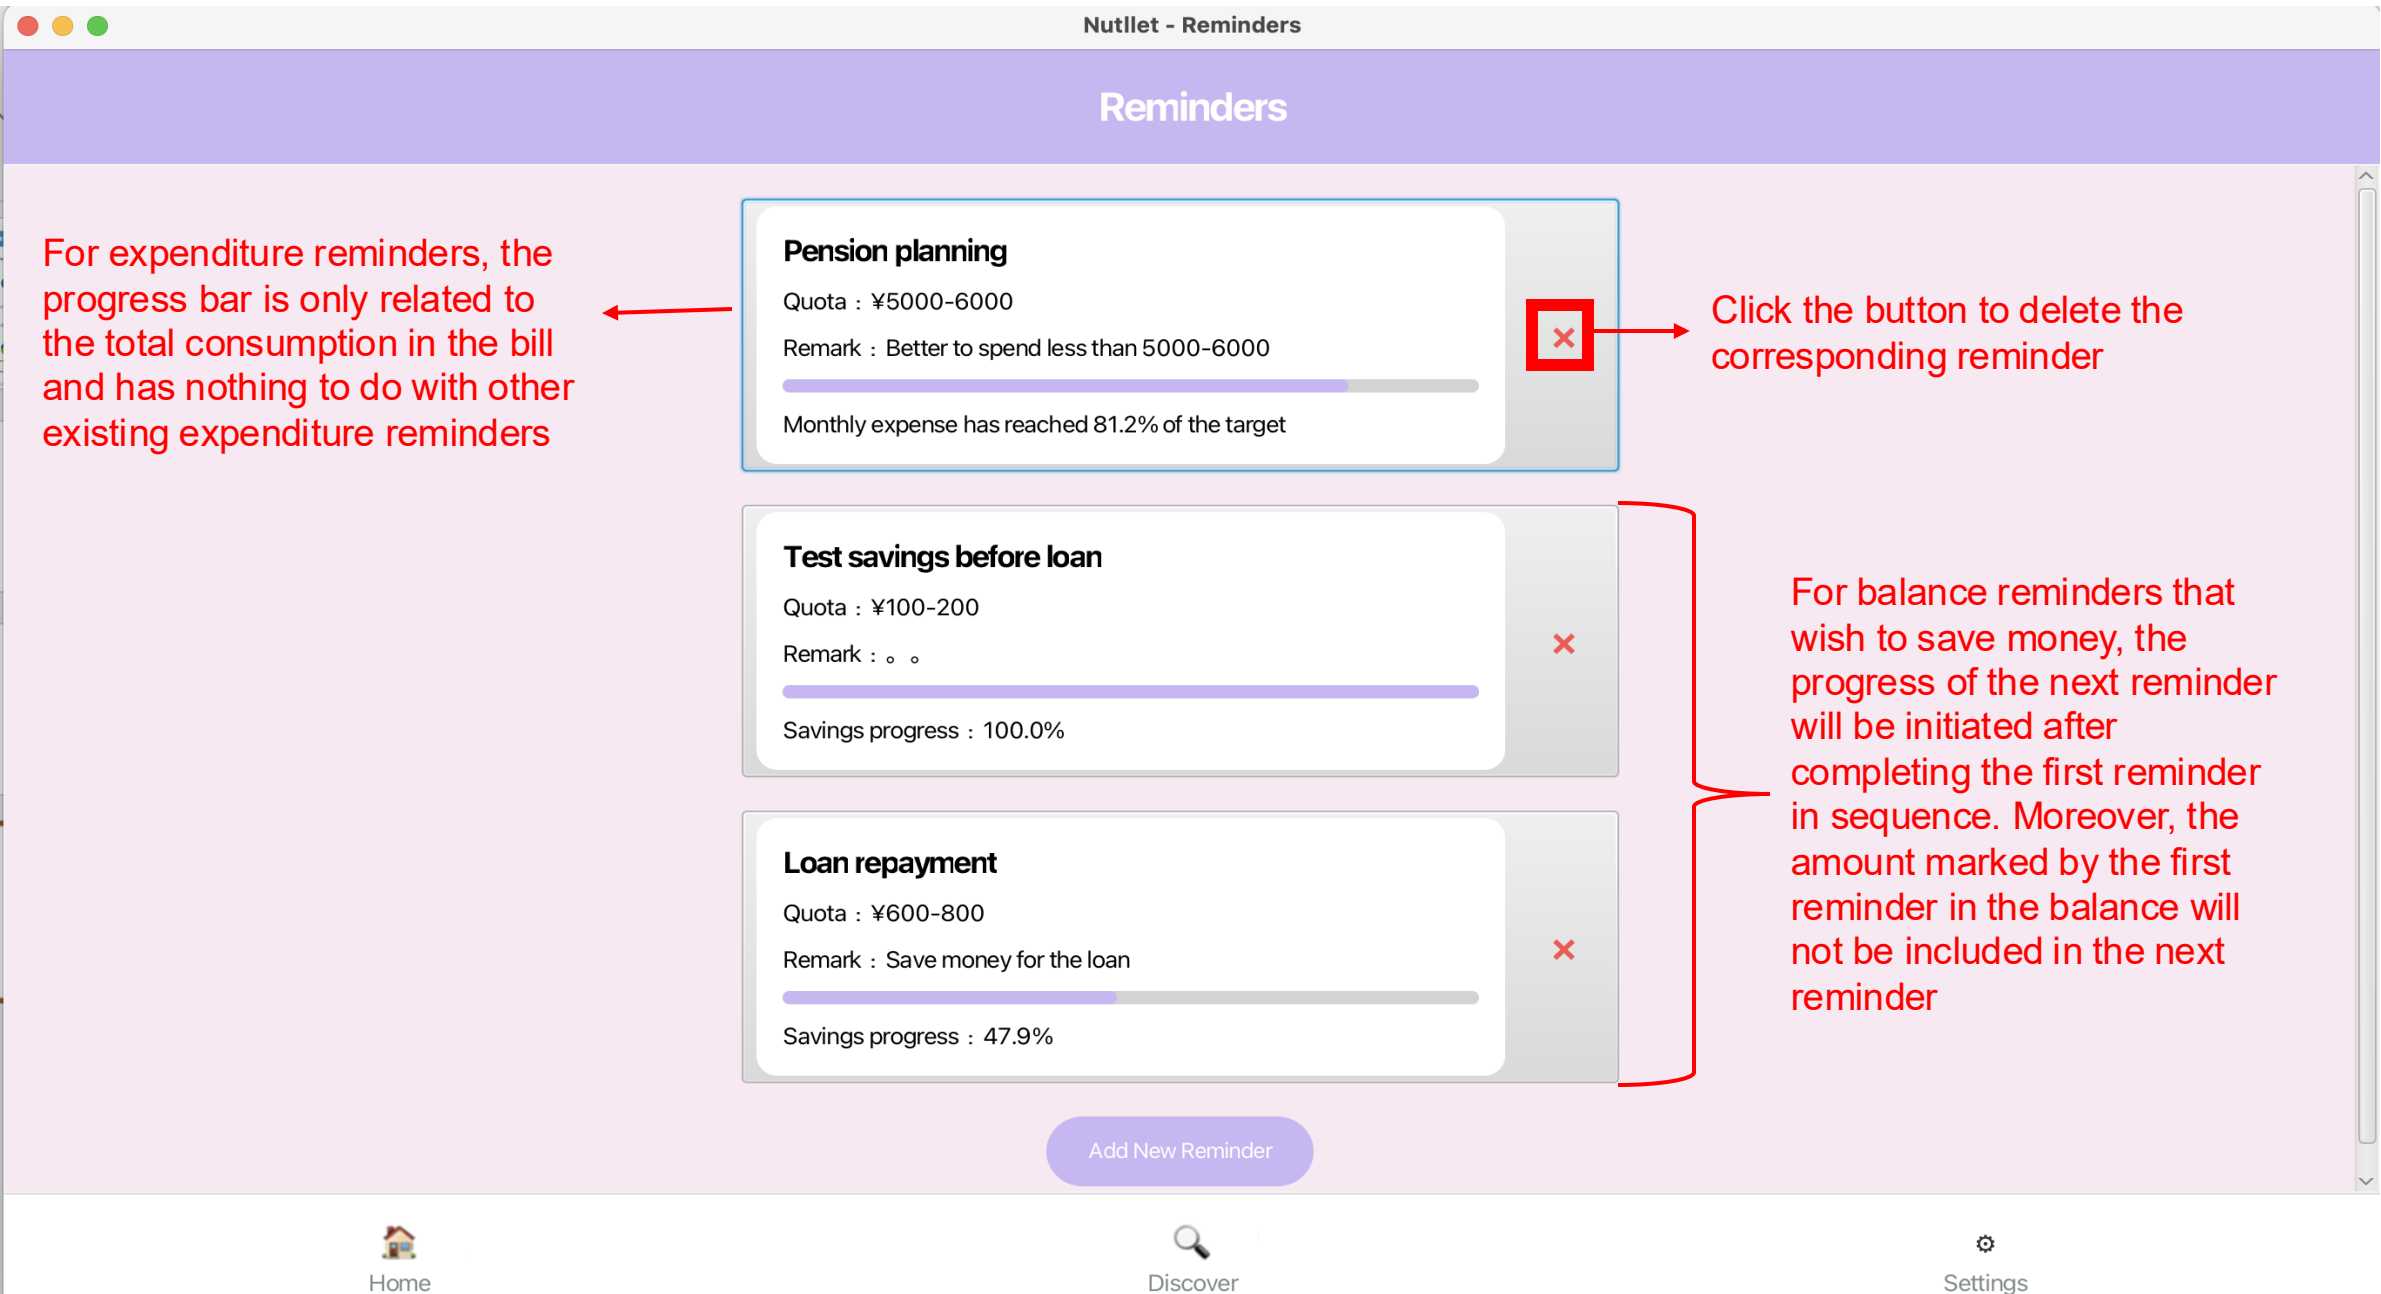 Nutllet - Reminders
Reminders
For expenditure reminders, the
progress bar is only related to
the total consumption in the bill
and has nothing to do with other
existing expenditure reminders
Pension planning
Quota : ¥5000-6000
Remark : Better to spend less than 5000-6000
Monthly expense has reached 81.2% of the target
Click the button to delete the
corresponding reminder
Test savings before loan
Quota : ¥100-200
Remark : 。。
Savings progress : 100.0%
Loan repayment
Quota : ¥600-800
Remark : Save money for the loan
Savings progress : 47.9%
For balance reminders that
wish to save money, the
progress of the next reminder
will be initiated after
completing the first reminder
in sequence. Moreover, the
amount marked by the first
reminder in the balance will
not be included in the next
reminder
Add New Reminder
Home
Discover
Settings